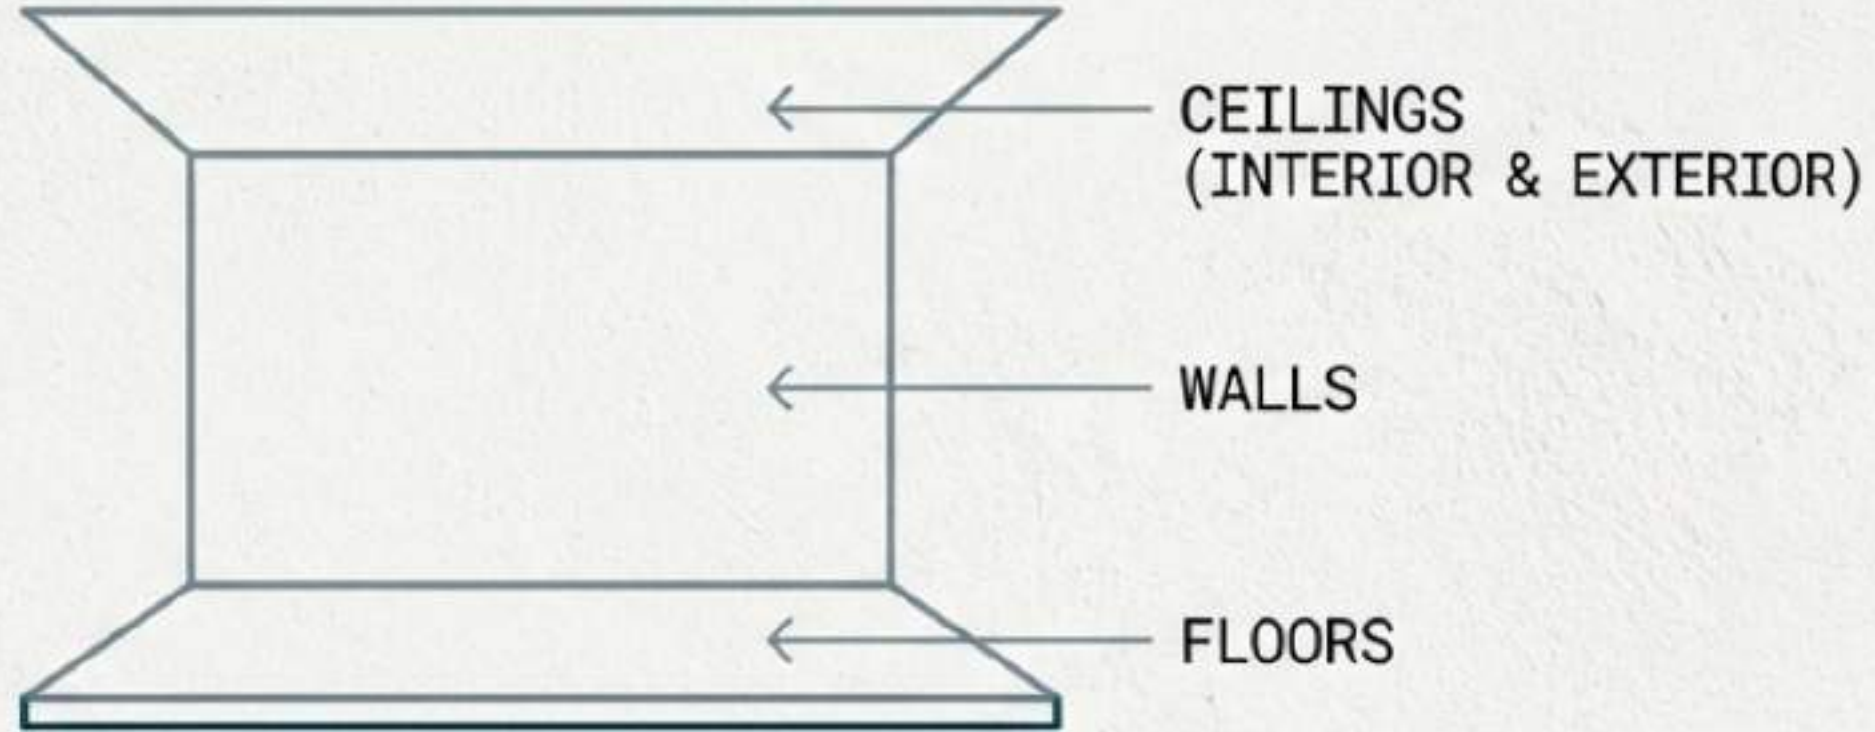 CEILINGS
(INTERIOR & EXTERIOR)
WALLS
FLOORS